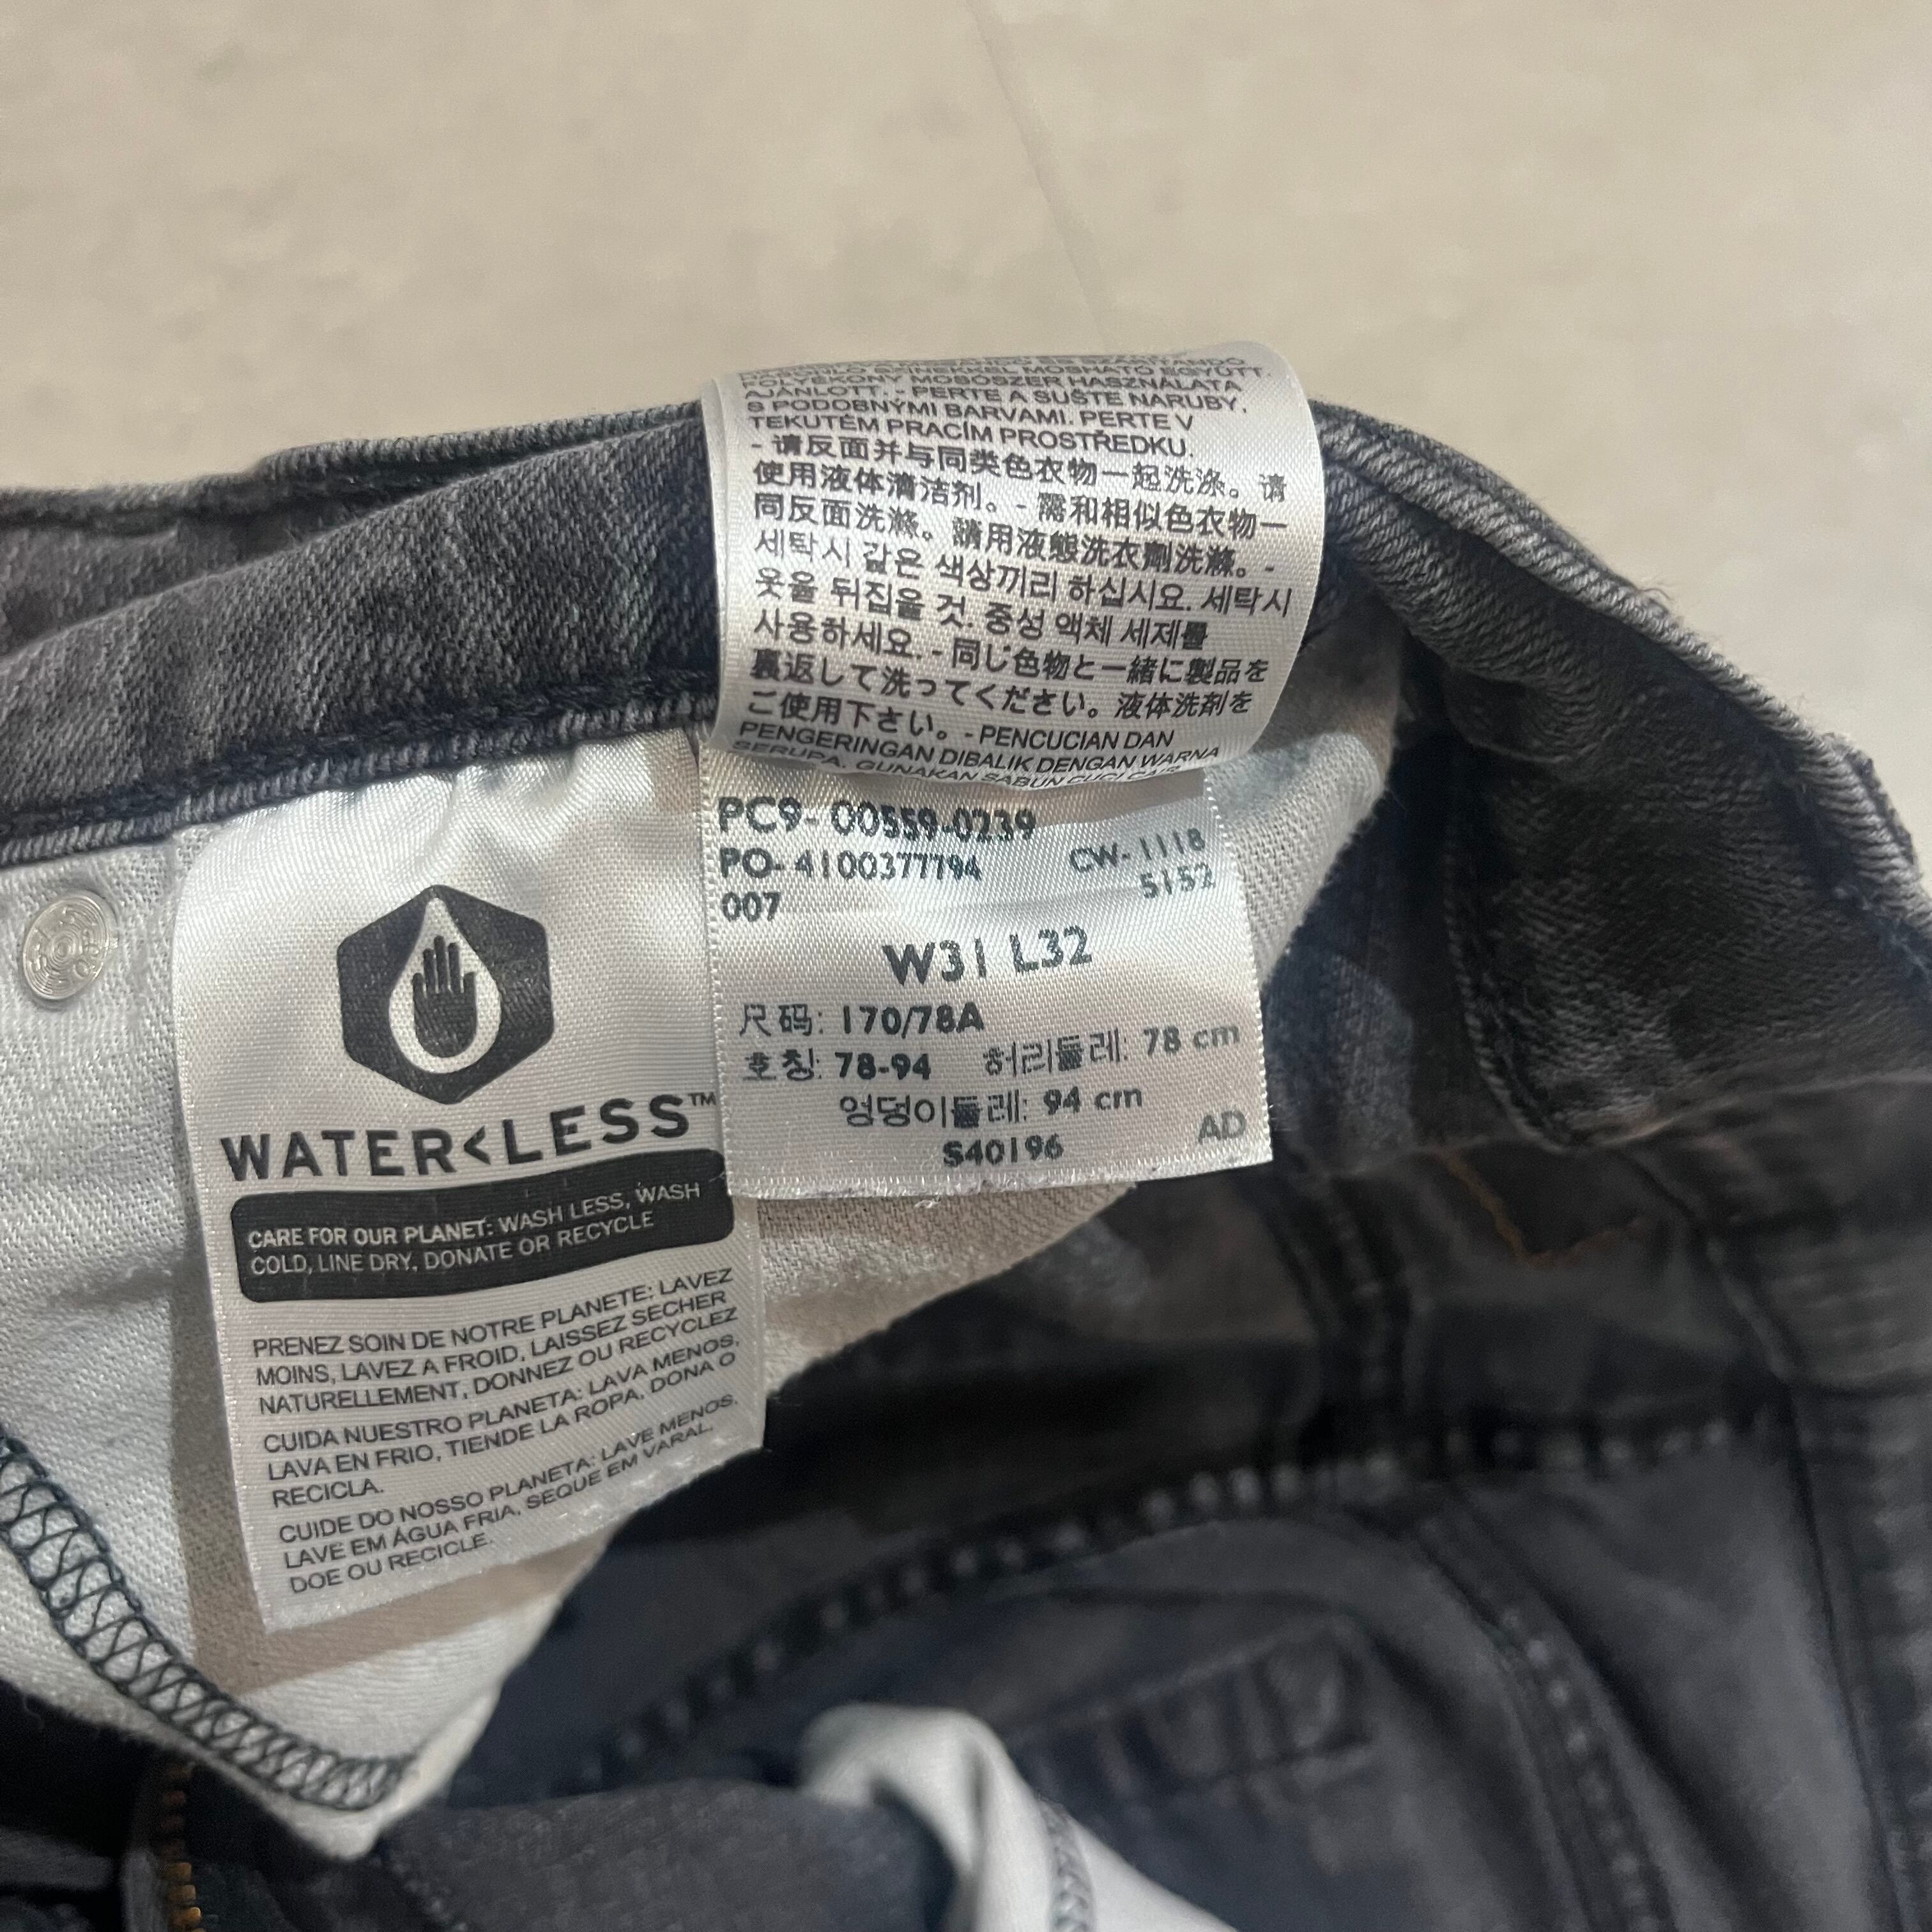 POLYÉKONY MOSÓSZER HASZNÁLATA
AJÁNLOTT. - PERTE A SUŠTE NARUBY,
S PODOBNÝMI BARVAMI. PERTE V
TEKUTÉM PRACÍM PROSTŘEDKU.
- 请反面并与同类色衣物一起洗涤。请
使用液体清洁剂。- 需和相似色衣物一
同反面洗滌。請用液態洗衣劑洗滌。-
세탁시 같은 색상끼리 하십시요. 세탁시
옷을 뒤집을 것. 중성 액체 세제를
사용하세요. - 同じ色物と一緒に製品を
裏返して洗ってください。液体洗剤を
ご使用下さい。- PENCUCIAN DAN
PENGERINGAN DIBALIK DENGAN WARNA
SERUPA. GUNAKAN SABUN CUCI CAIR
PC9- 00559-0239
PO- 4100377794 CW- 1118
007 5152
W31 L32
尺码: 170/78A
호칭: 78-94 허리둘레: 78 cm
엉덩이둘레: 94 cm
S40196 AD
WATER<LESS™
CARE FOR OUR PLANET: WASH LESS, WASH
COLD, LINE DRY, DONATE OR RECYCLE
PRENEZ SOIN DE NOTRE PLANETE: LAVEZ
MOINS, LAVEZ A FROID, LAISSEZ SECHER
NATURELLEMENT, DONNEZ OU RECYCLEZ
CUIDA NUESTRO PLANETA: LAVA MENOS,
LAVA EN FRIO, TIENDE LA ROPA, DONA O
RECICLA.
CUIDE DO NOSSO PLANETA: LAVE MENOS,
LAVE EM ÁGUA FRIA, SEQUE EM VARAL,
DOE OU RECICLE.